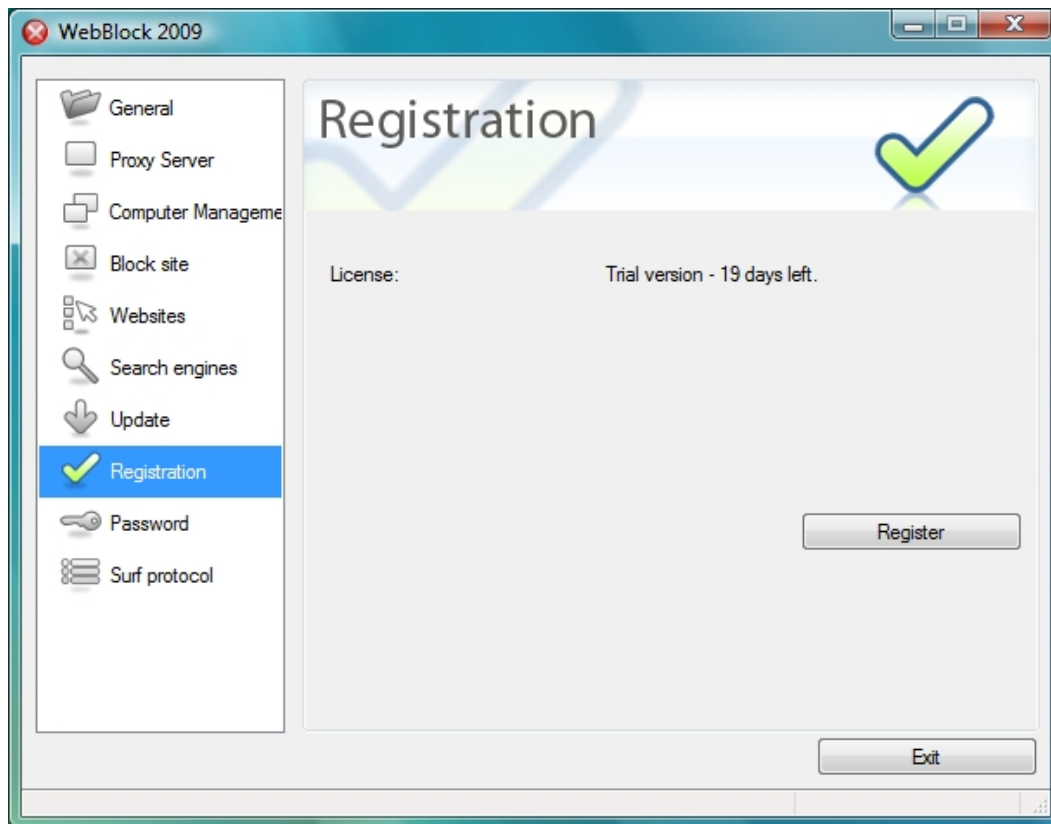 WebBlock 2009
General
Proxy Server
Computer Manageme
Block site
Websites
Search engines
Update
Registration
Password
Surf protocol
Registration
License: Trial version - 19 days left.
Register
Exit